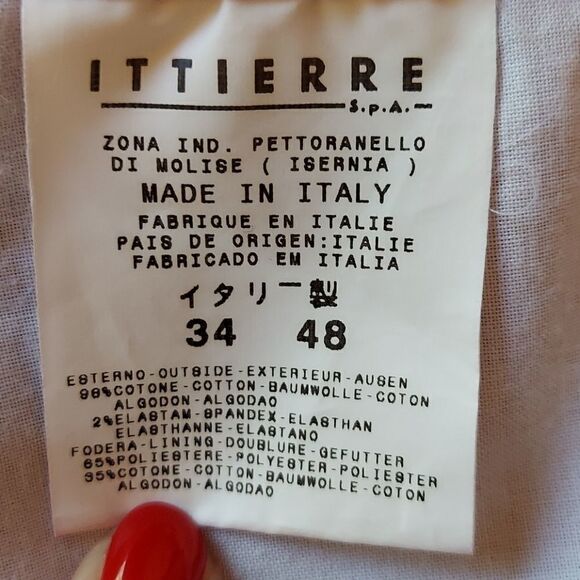 ITTIERRE
S.p.A.
ZONA IND. PETTORANELLO
DI MOLISE ( ISERNIA )
MADE IN ITALY
FABRIQUE EN ITALIE
PAIS DE ORIGEN:ITALIE
FABRICADO EM ITALIA
イタリー製
34 48
ESTERNO-OUTSIDE-EXTERIEUR-AUSEN
98%COTONE-COTTON-BAUMWOLLE-COTON
ALGODON-ALGODAO
2%ELASTAM-SPANDEX-ELASTHAN
ELASTHANNE-ELASTANO
FODERA-LINING-DOUBLURE-GEFUTTER
65%POLIESTERE-POLYESTER-POLIESTER
35%COTONE-COTTON-BAUMWOLLE-COTON
ALGODON-ALGODAO